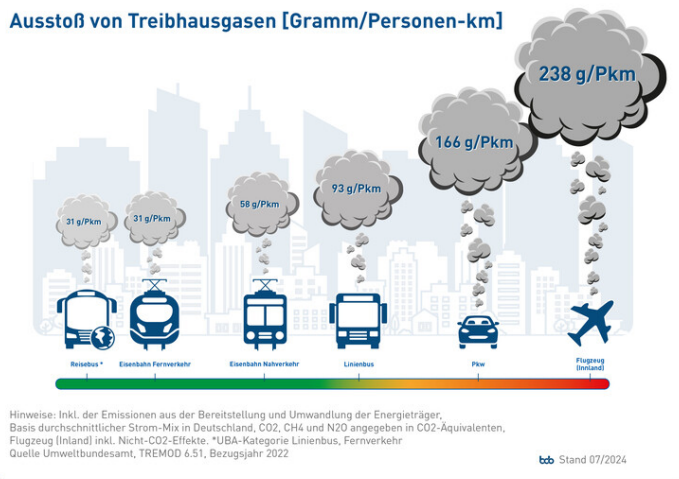 Ausstoß von Treibhausgasen [Gramm/Personen-km]
238 g/Pkm
166 g/Pkm
93 g/Pkm
58 g/Pkm
31 g/Pkm
31 g/Pkm
Reisebus *
Eisenbahn Fernverkehr
Eisenbahn Nahverkehr
Linienbus
Pkw
Flugzeug
(Innland)
Hinweise: Inkl. der Emissionen aus der Bereitstellung und Umwandlung der Energieträger,
Basis durchschnittlicher Strom-Mix in Deutschland, CO2, CH4 und N2O angegeben in CO2-Äquivalenten,
Flugzeug (Inland) inkl. Nicht-CO2-Effekte. *UBA-Kategorie Linienbus, Fernverkehr
Quelle Umweltbundesamt, TREMOD 6.51, Bezugsjahr 2022
bdo Stand 07/2024